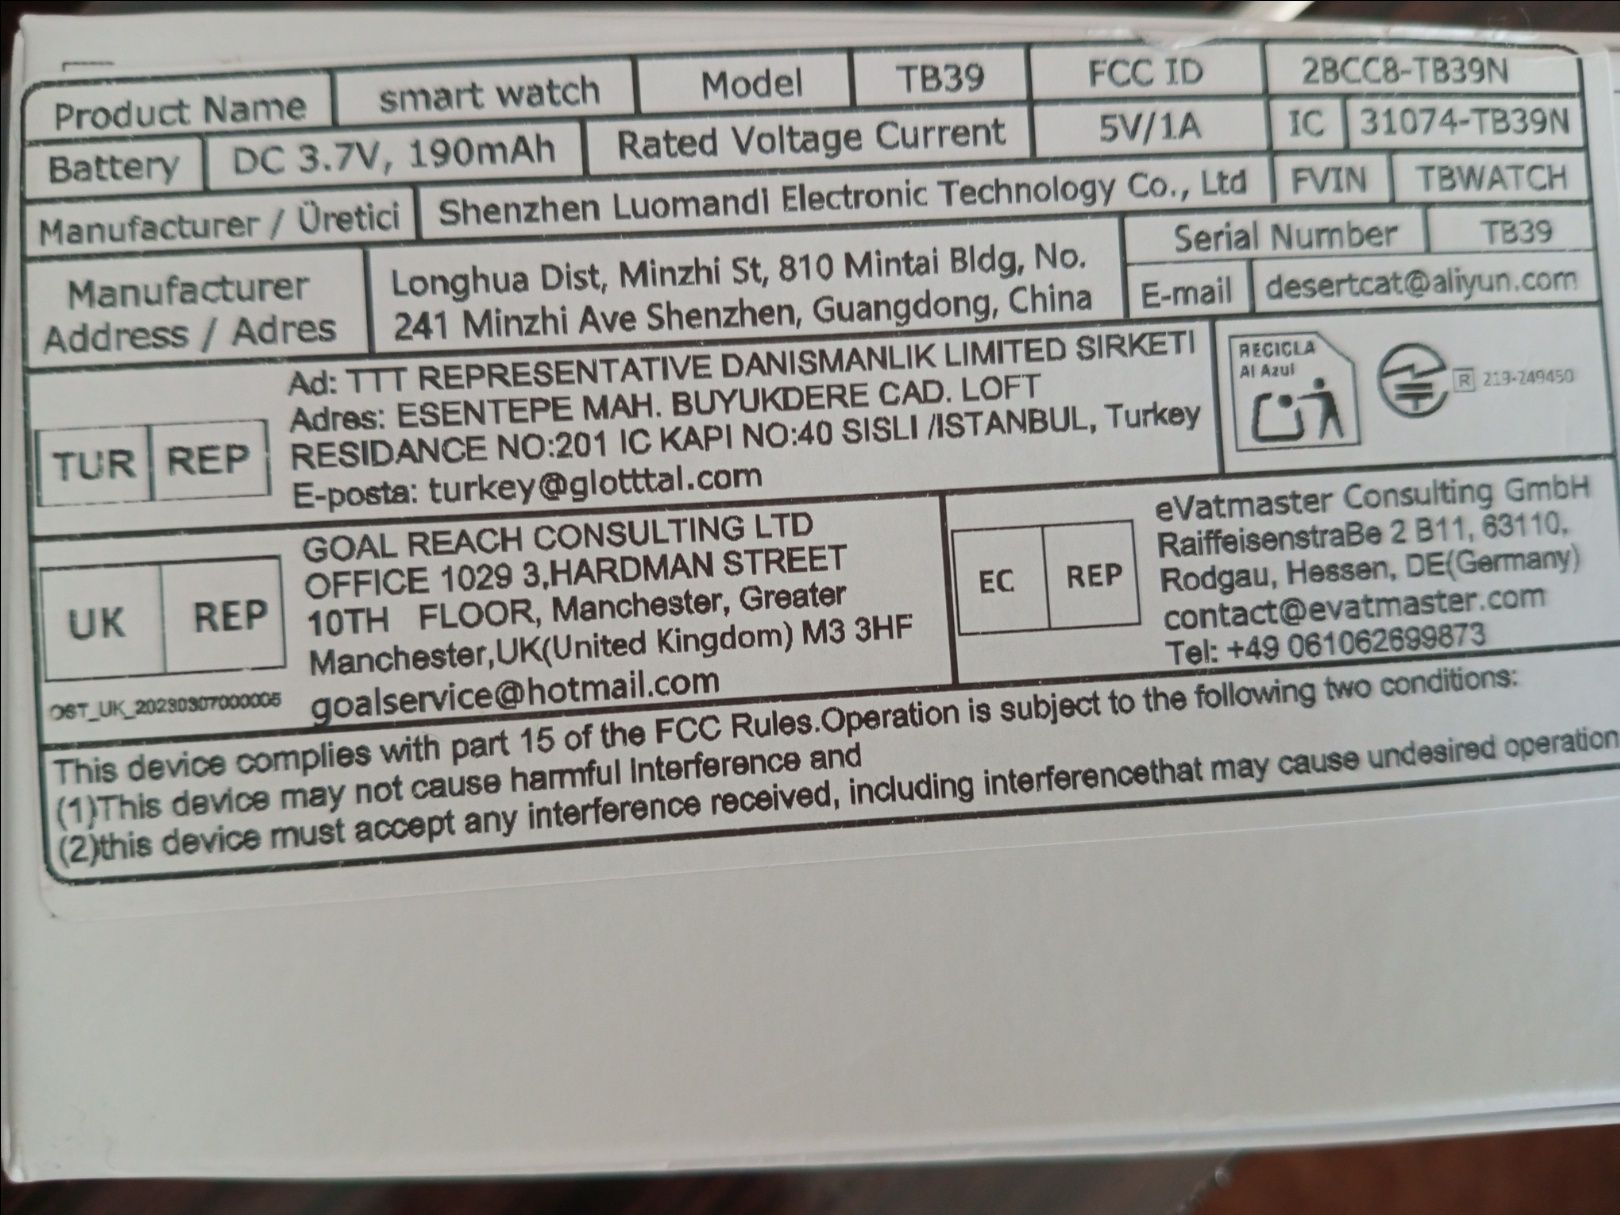 Product Name smart watch Model TB39 FCC ID 2BCC8-TB39N
Battery DC 3.7V, 190mAh Rated Voltage Current 5V/1A IC 31074-TB39N
Manufacturer / Üretici Shenzhen Luomandi Electronic Technology Co., Ltd FVIN TBWATCH
Manufacturer
Address / Adres
Longhua Dist, Minzhi St, 810 Mintai Bldg, No.
241 Minzhi Ave Shenzhen, Guangdong, China
Serial Number TB39
E-mail desertcat@aliyun.com
TUR REP
Ad: TTT REPRESENTATIVE DANISMANLIK LIMITED SIRKETI
Adres: ESENTEPE MAH. BUYUKDERE CAD. LOFT
RESIDANCE NO:201 IC KAPI NO:40 SISLI /ISTANBUL, Turkey
E-posta: turkey@glotttal.com
RECICLA
Al Azul
R 219-249450
UK REP
OST_UK_20230307000005
GOAL REACH CONSULTING LTD
OFFICE 1029 3,HARDMAN STREET
10TH FLOOR, Manchester, Greater
Manchester,UK(United Kingdom) M3 3HF
goalservice@hotmail.com
EC REP
eVatmaster Consulting GmbH
RaiffeisenstraBe 2 B11, 63110,
Rodgau, Hessen, DE(Germany)
contact@evatmaster.com
Tel: +49 061062699873
This device complies with part 15 of the FCC Rules.Operation is subject to the following two conditions:
(1)This device may not cause harmful Interference and
(2)this device must accept any interference received, including interferencethat may cause undesired operation